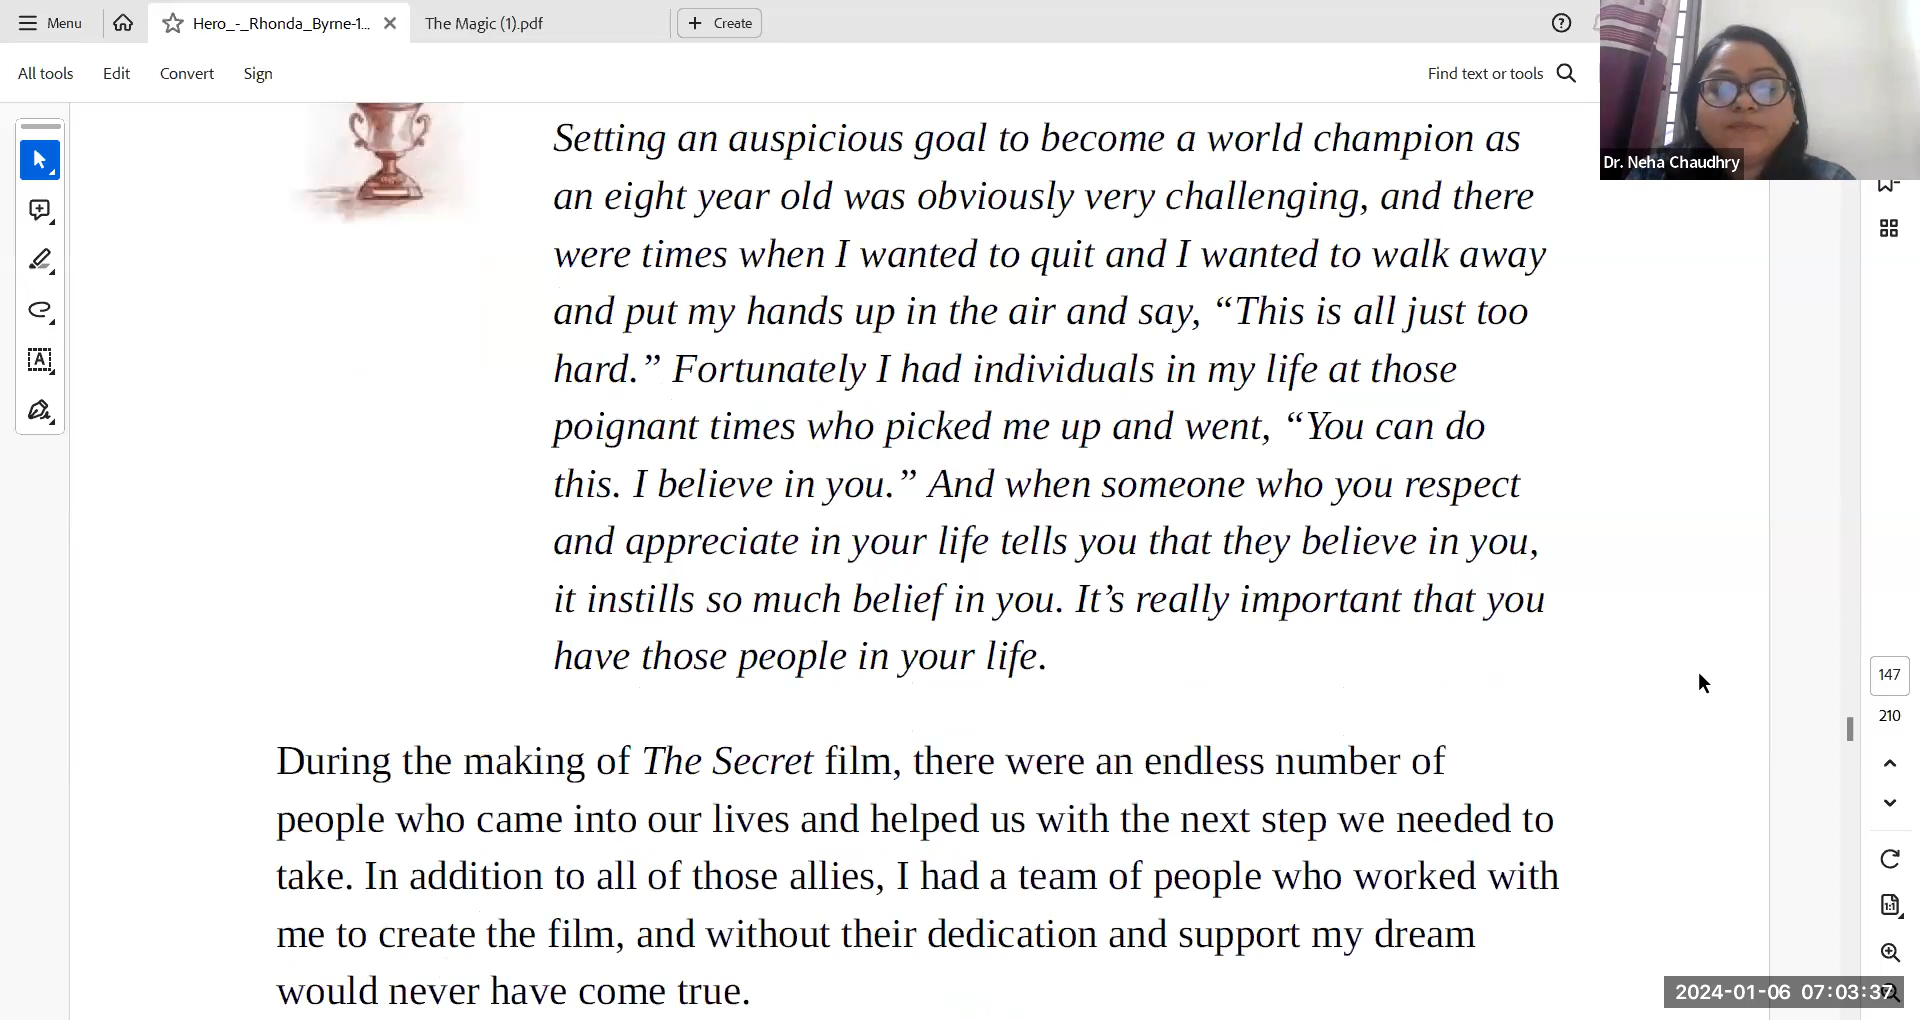 Menu
Hero_-_Rhonda_Byrne-1...
The Magic (1).pdf
Create
All tools
Edit
Convert
Sign
Find text or tools
Dr. Neha Chaudhry
Setting an auspicious goal to become a world champion as
an eight year old was obviously very challenging, and there
were times when I wanted to quit and I wanted to walk away
and put my hands up in the air and say, “This is all just too
hard.” Fortunately I had individuals in my life at those
poignant times who picked me up and went, “You can do
this. I believe in you.” And when someone who you respect
and appreciate in your life tells you that they believe in you,
it instills so much belief in you. It’s really important that you
have those people in your life.
During the making of The Secret film, there were an endless number of
people who came into our lives and helped us with the next step we needed to
take. In addition to all of those allies, I had a team of people who worked with
me to create the film, and without their dedication and support my dream
would never have come true.
147
210
2024-01-06 07:03:37